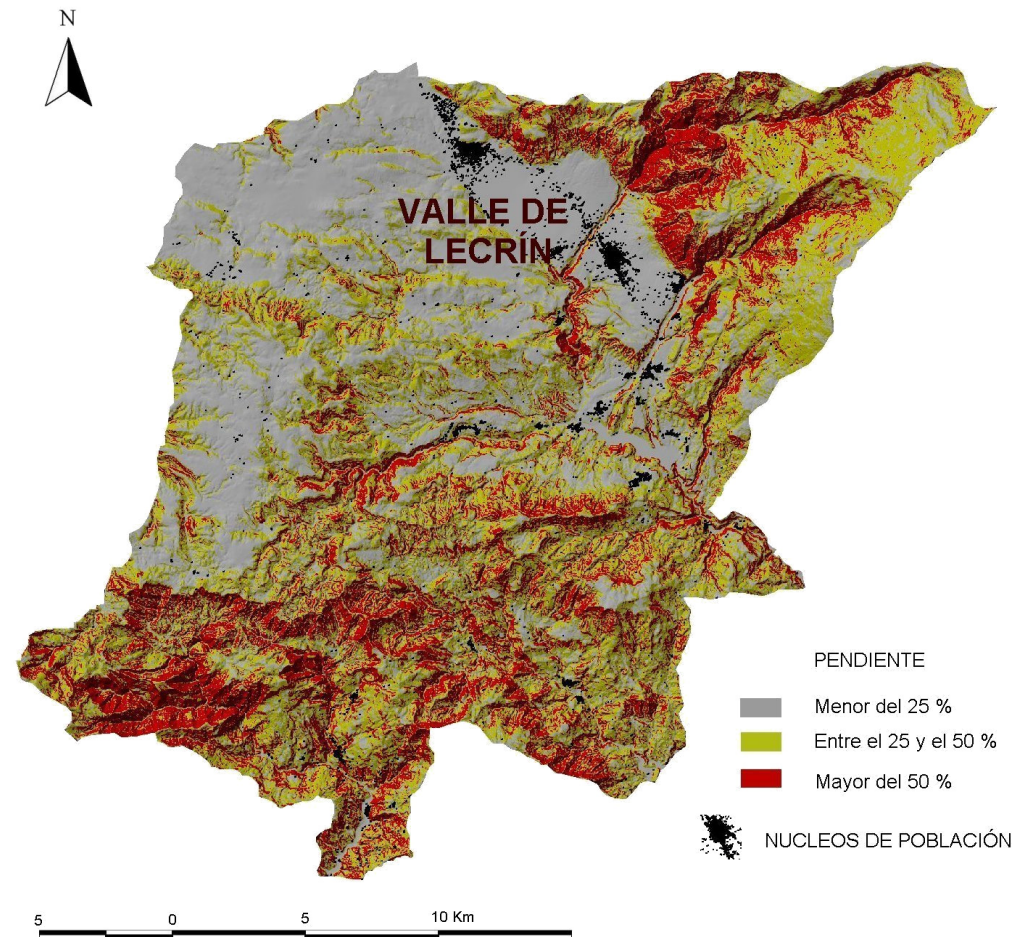 N
VALLE DE
LECRÍN
PENDIENTE
Menor del 25 %
Entre el 25 y el 50 %
Mayor del 50 %
NUCLEOS DE POBLACIÓN
5 0 5 10 Km